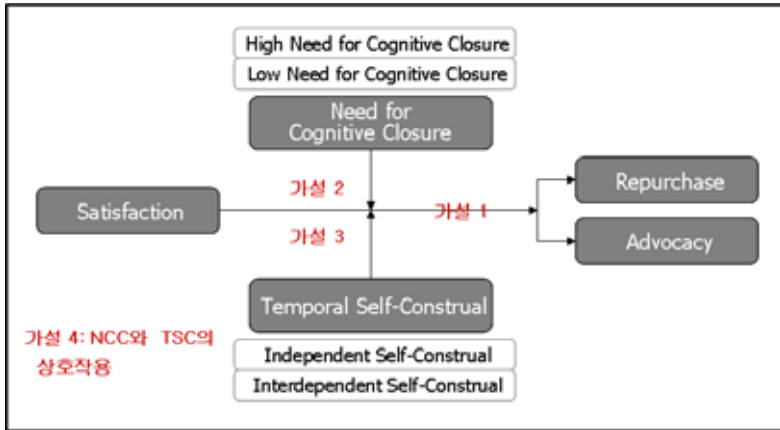 High Need for Cognitive Closure
Low Need for Cognitive Closure
Need for
Cognitive Closure
가설 2
Satisfaction
가설 1
Repurchase
가설 3
Advocacy
Temporal Self-Construal
가설 4: NCC와 TSC의
상호작용
Independent Self-Construal
Interdependent Self-Construal